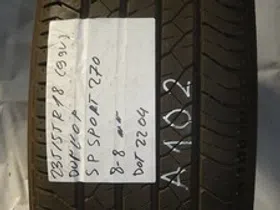 235/55R18 (99V)
DUNLOP
SP SPORT 270
8-8 mm
DOT 2204
A102